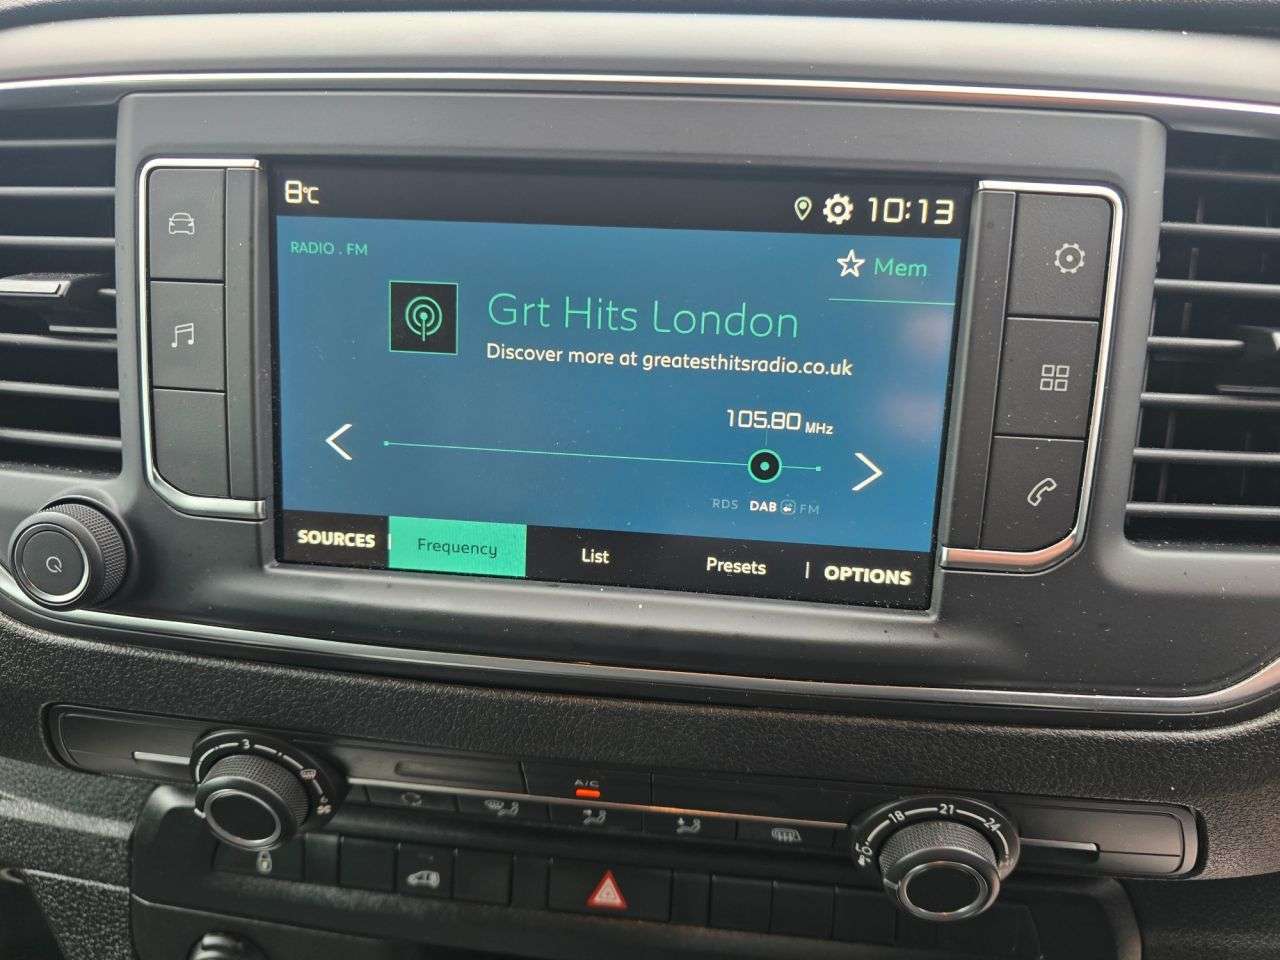 8°C
10:13
RADIO . FM
Mem
Grt Hits London
Discover more at greatesthitsradio.co.uk
105.80 MHz
RDS DAB FM
SOURCES Frequency List Presets OPTIONS
3
A/C
18 21 24
LO